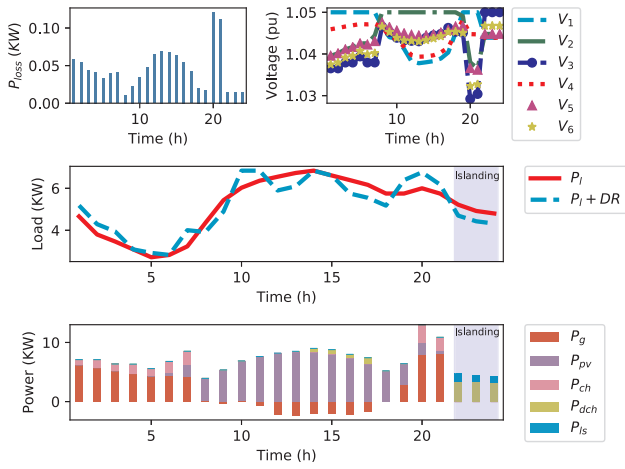 P_loss (KW)
0.10
0.05
0.00
0
10
20
Time (h)
Voltage (pu)
1.05
1.04
1.03
10
20
Time (h)
V_1
V_2
V_3
V_4
V_5
V_6
Load (KW)
6
4
Islanding
5
10
15
20
Time (h)
P_l
P_l + DR
Power (KW)
10
0
Islanding
5
10
15
20
Time (h)
P_g
P_pv
P_ch
P_dch
P_ls